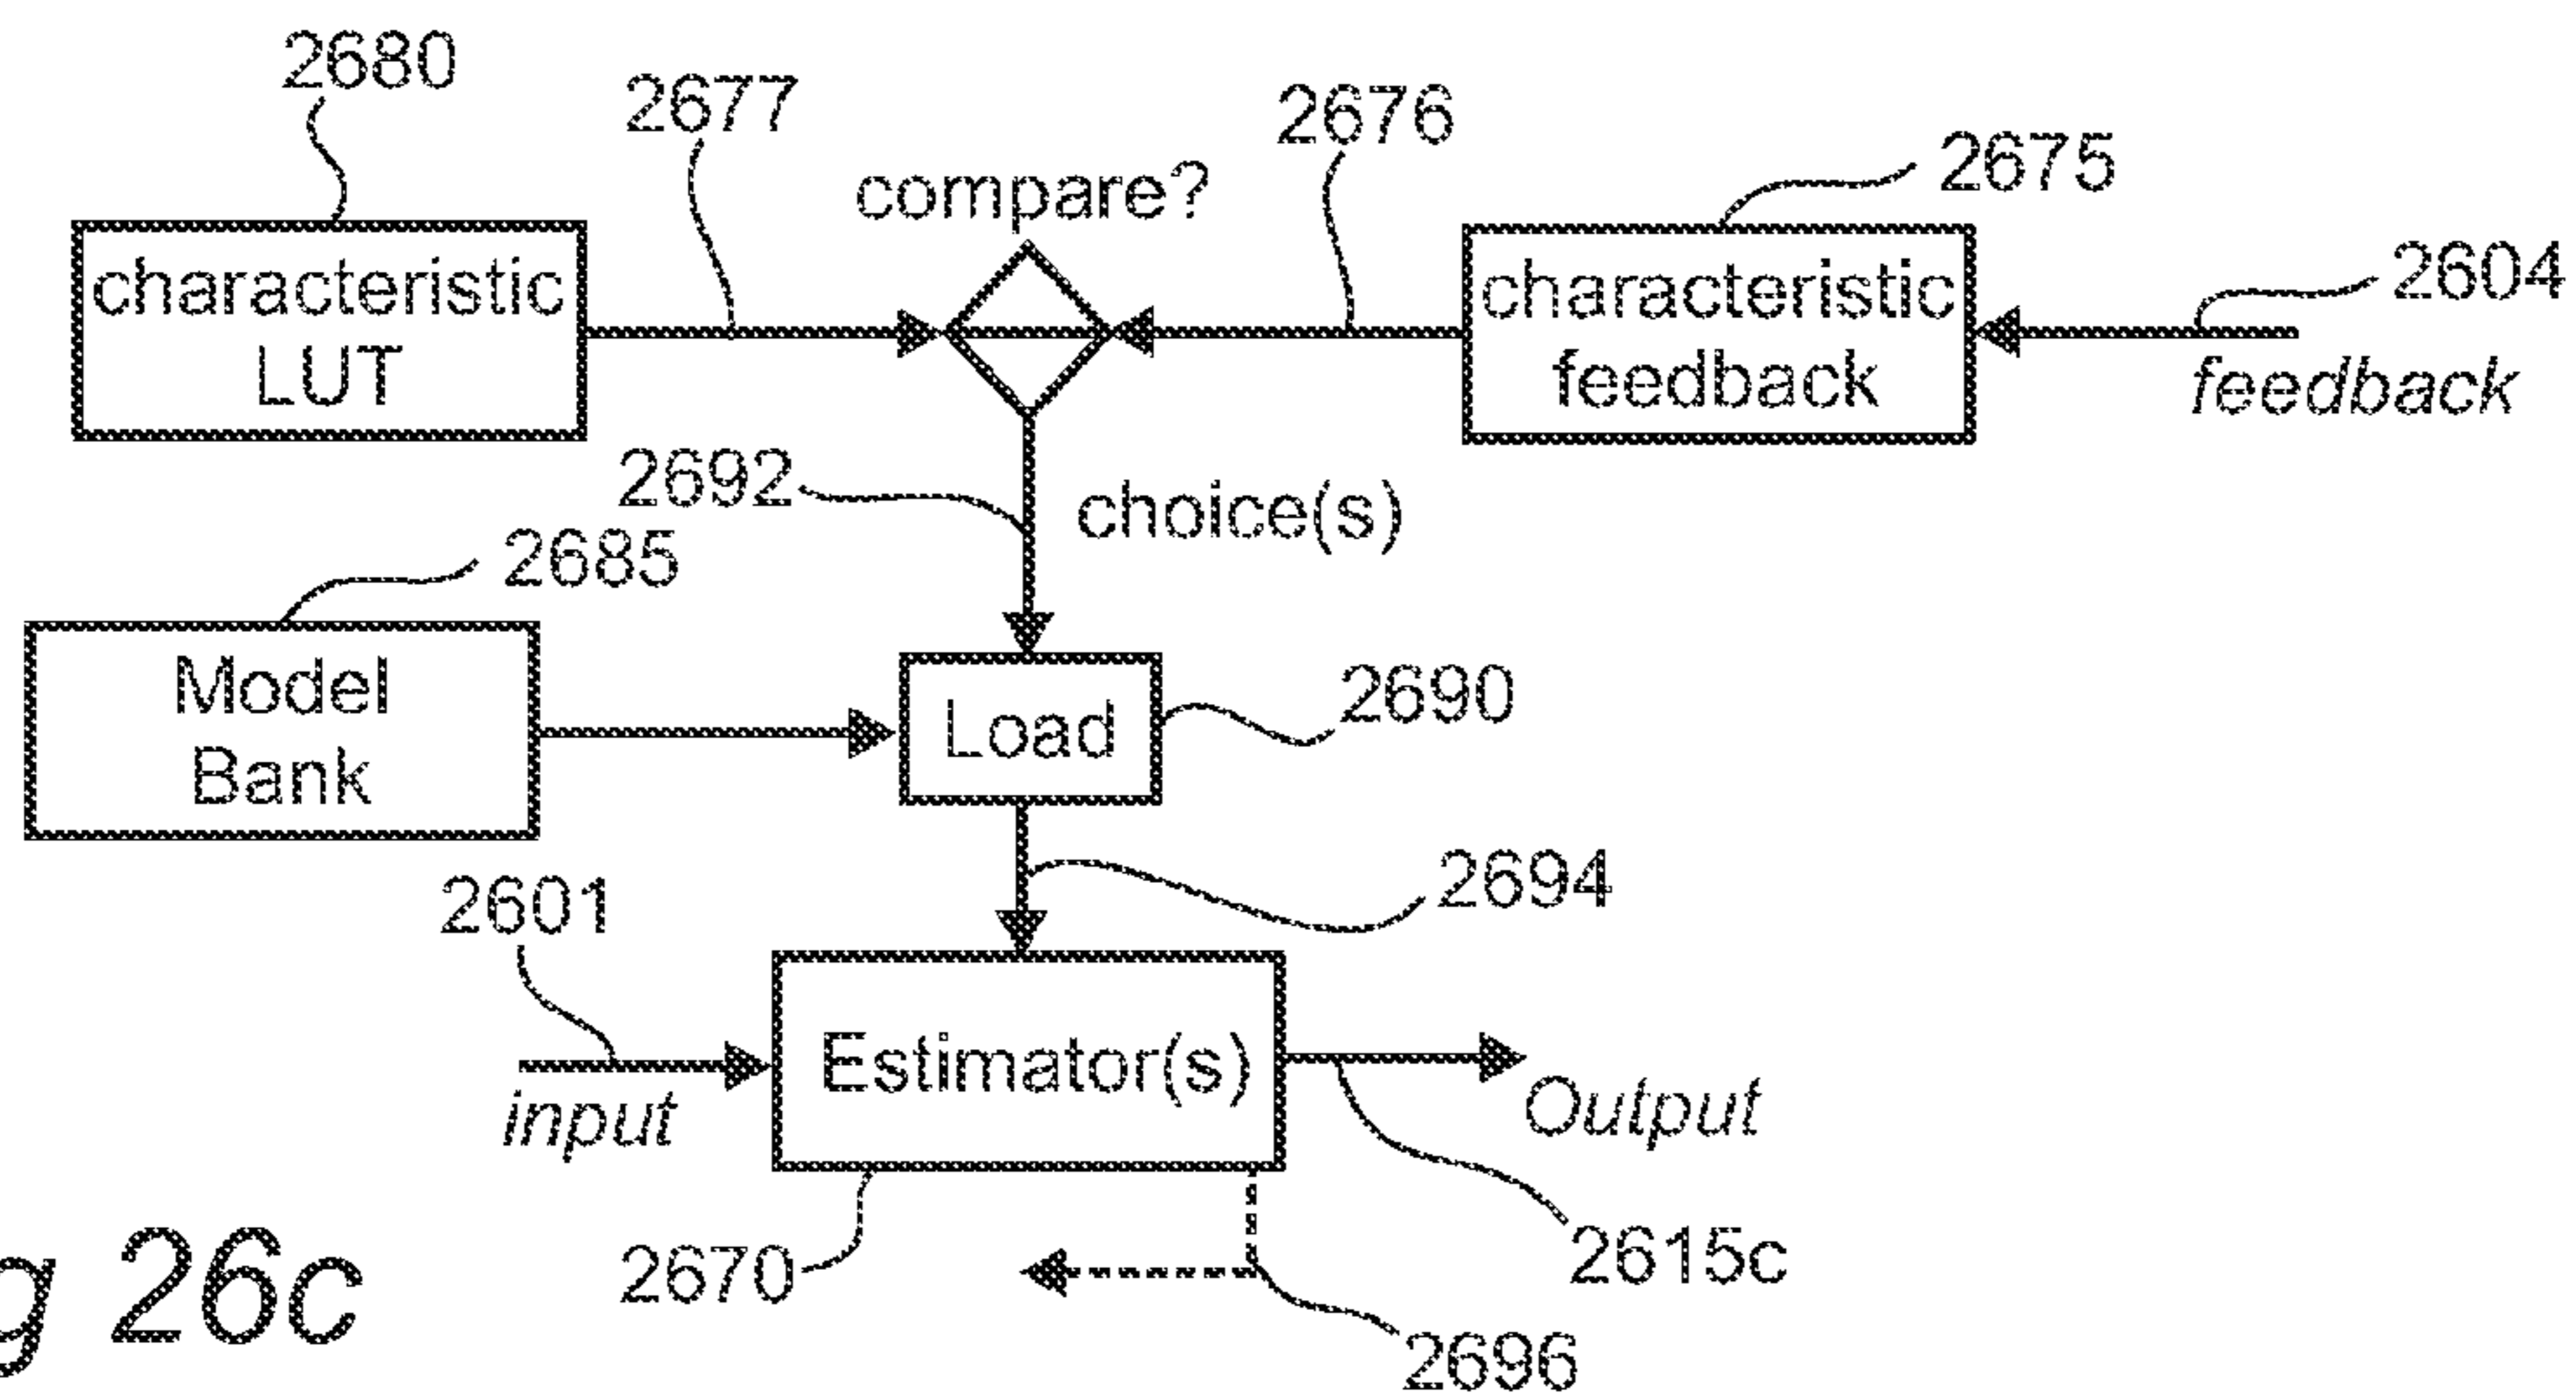 2680
2677
2676
2675
compare?
2604
characteristic
LUT
characteristic
feedback
feedback
2692
choice(s)
2685
Model
Bank
Load
2690
2694
2601
Estimator(s)
input
Output
2670
2615c
2696
g 26c